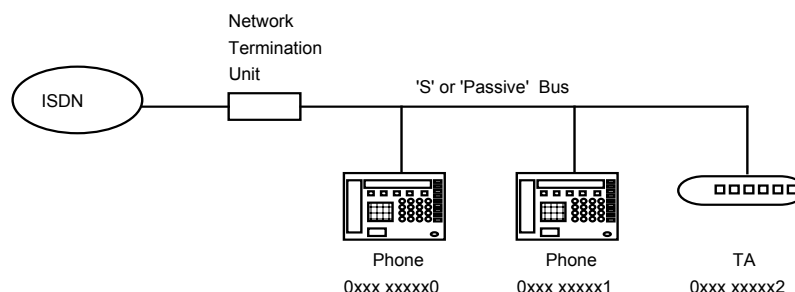 Network
Termination
Unit
'S' or 'Passive' Bus
ISDN
Phone
0xxx xxxxx0
Phone
0xxx xxxxx1
TA
0xxx xxxxx2